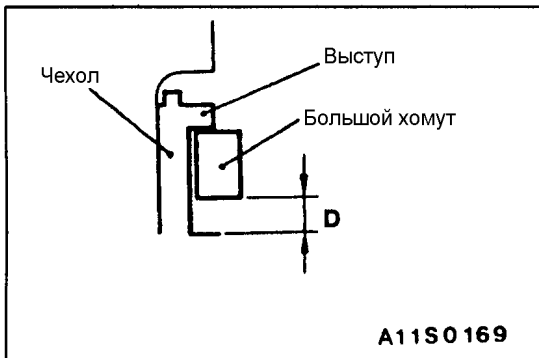 Выступ
Чехол
Большой хомут
D
A11S0169